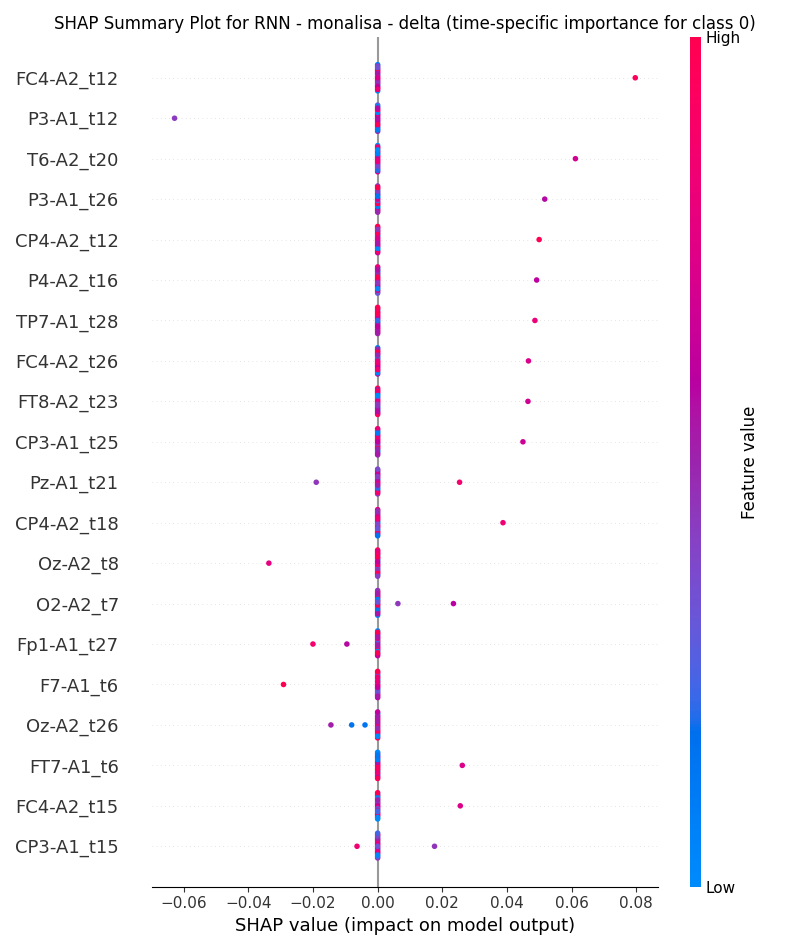 SHAP Summary Plot for RNN - monalisa - delta (time-specific importance for class 0)
High
FC4-A2_t12
P3-A1_t12
T6-A2_t20
P3-A1_t26
CP4-A2_t12
P4-A2_t16
TP7-A1_t28
FC4-A2_t26
FT8-A2_t23
CP3-A1_t25
Pz-A1_t21
CP4-A2_t18
Oz-A2_t8
O2-A2_t7
Fp1-A1_t27
F7-A1_t6
Oz-A2_t26
FT7-A1_t6
FC4-A2_t15
CP3-A1_t15
Feature value
Low
−0.06 −0.04 −0.02 0.00 0.02 0.04 0.06 0.08
SHAP value (impact on model output)